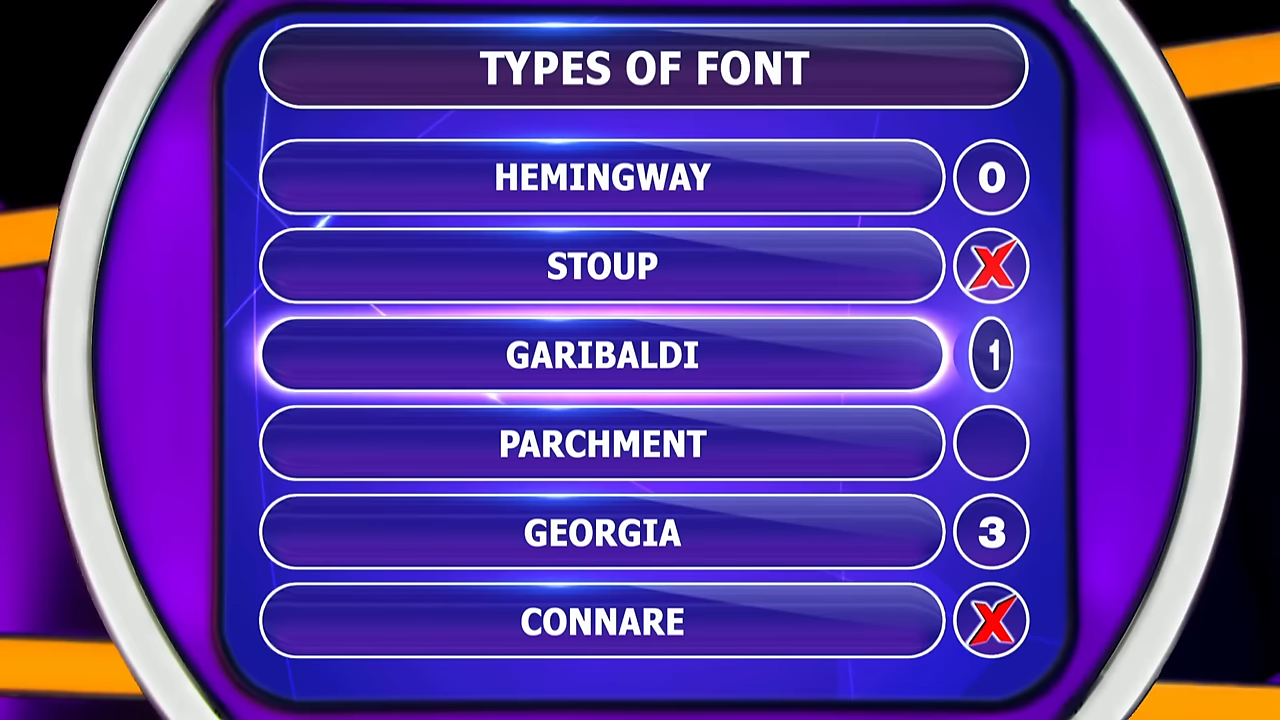 TYPES OF FONT
HEMINGWAY 0
STOUP X
GARIBALDI 1
PARCHMENT
GEORGIA 3
CONNARE X